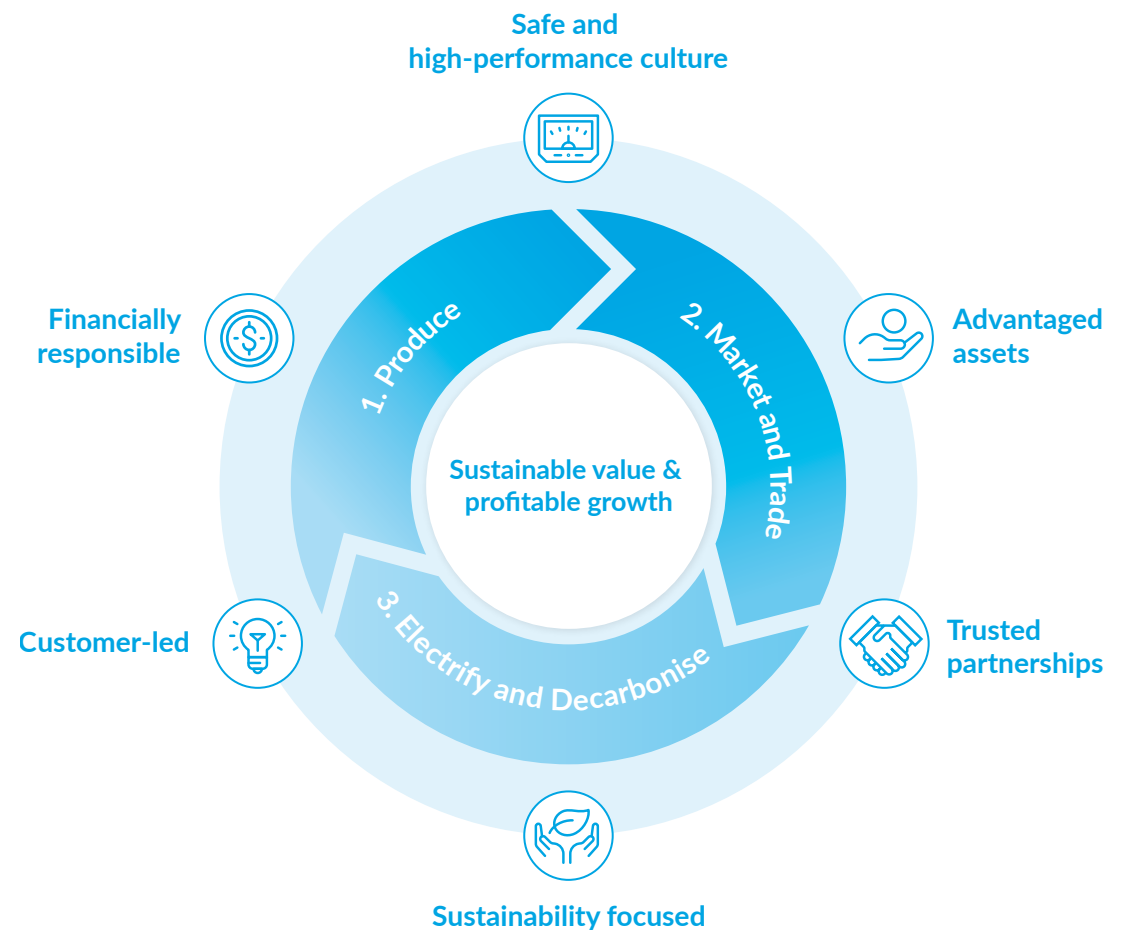 Safe and
high-performance culture
Financially
responsible
Advantaged
assets
1. Produce
2. Market and Trade
Sustainable value &
profitable growth
3. Electrify and Decarbonise
Customer-led
Trusted
partnerships
$
Sustainability focused